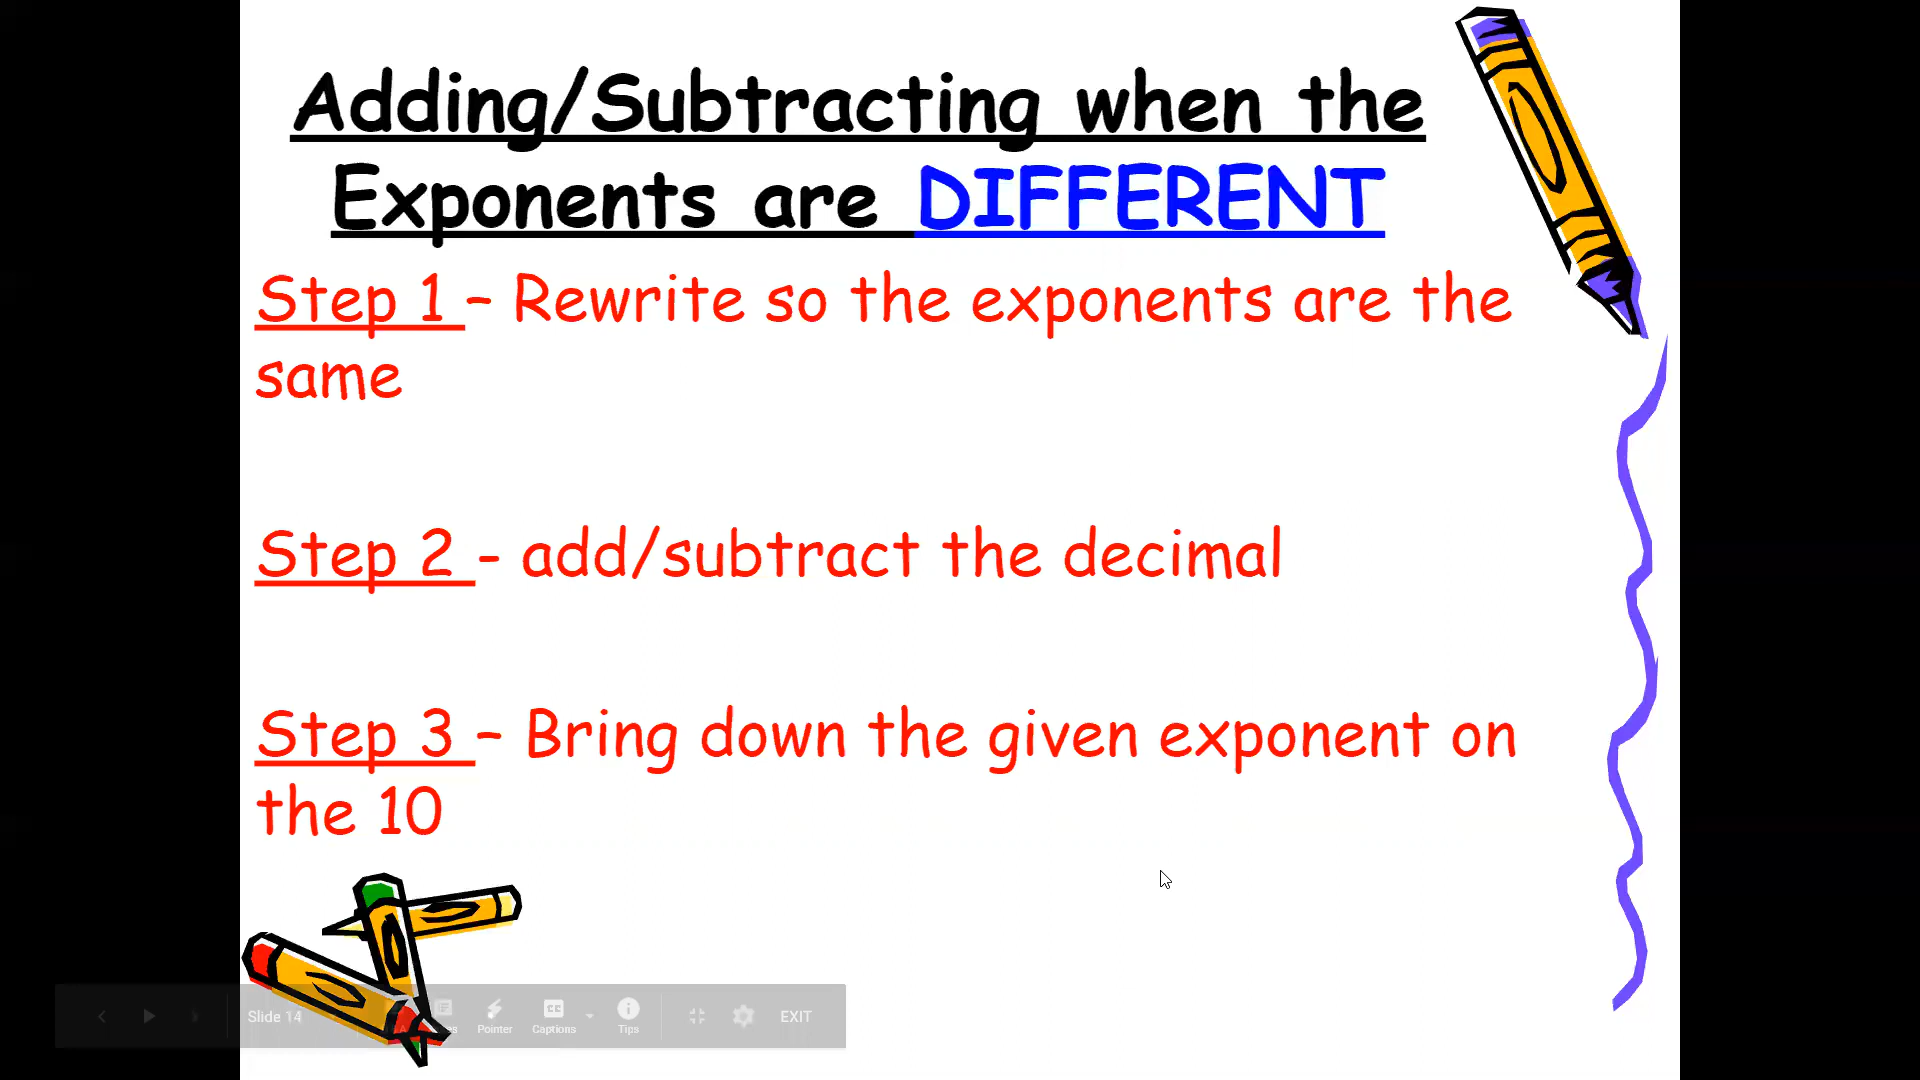 Adding/Subtracting when the
Exponents are DIFFERENT
Step 1 – Rewrite so the exponents are the
same
Step 2 - add/subtract the decimal
Step 3 – Bring down the given exponent on
the 10
Slide 14
Pointer
Captions
Tips
EXIT